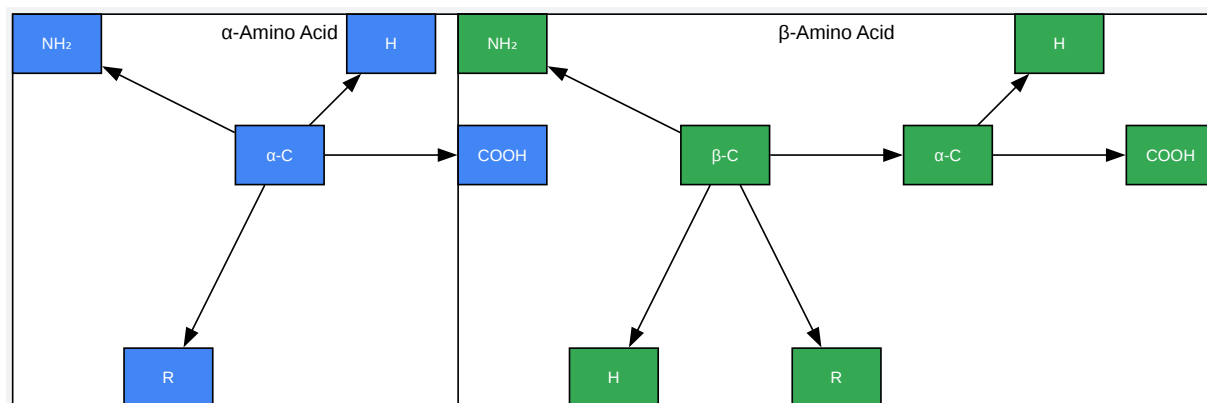 α-Amino Acid
NH₂
H
α-C
COOH
R
β-Amino Acid
NH₂
H
β-C
α-C
COOH
H
R